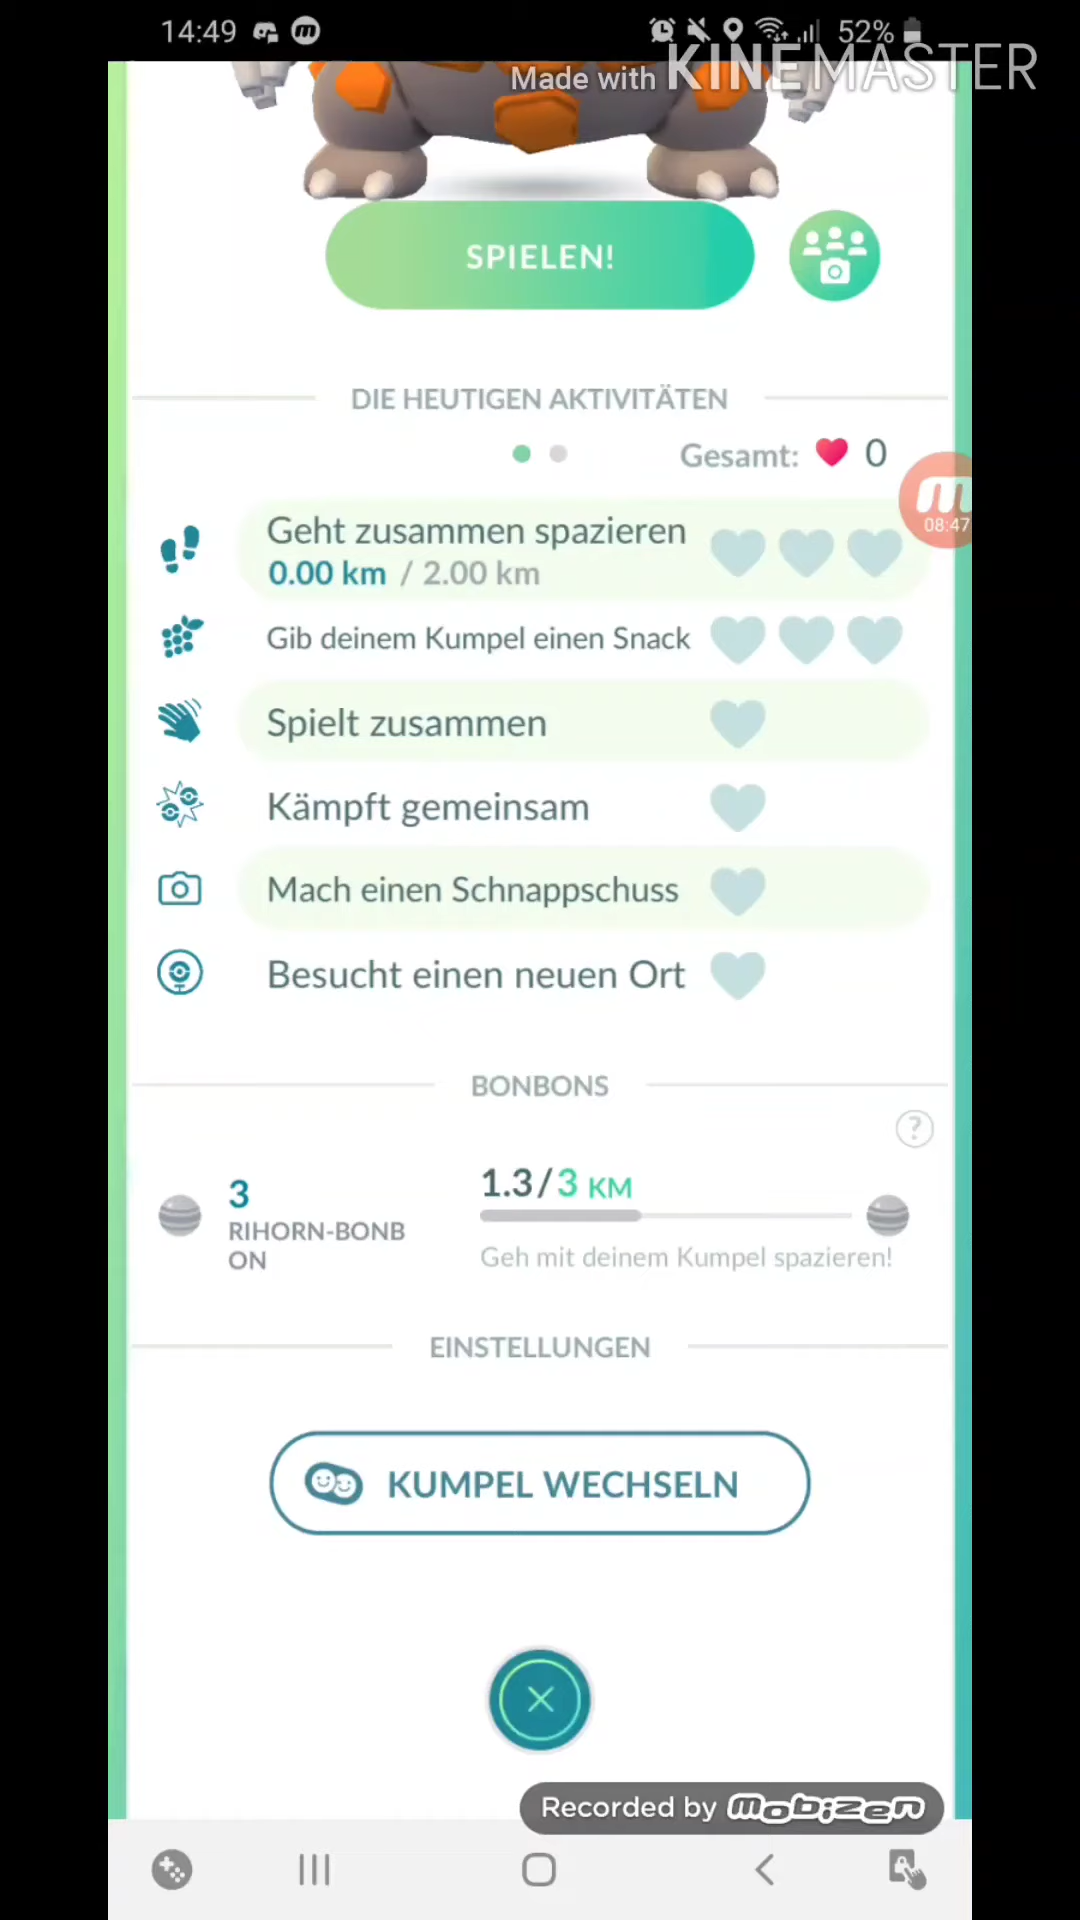 14:49
52%
Made with KINEMASTER
SPIELEN!
DIE HEUTIGEN AKTIVITÄTEN
Gesamt: 0
Geht zusammen spazieren
0.00 km / 2.00 km
08:47
Gib deinem Kumpel einen Snack
Spielt zusammen
Kämpft gemeinsam
Mach einen Schnappschuss
Besucht einen neuen Ort
BONBONS
?
3
RIHORN-BONB
ON
1.3/3 KM
Geh mit deinem Kumpel spazieren!
EINSTELLUNGEN
KUMPEL WECHSELN
Recorded by mobizen